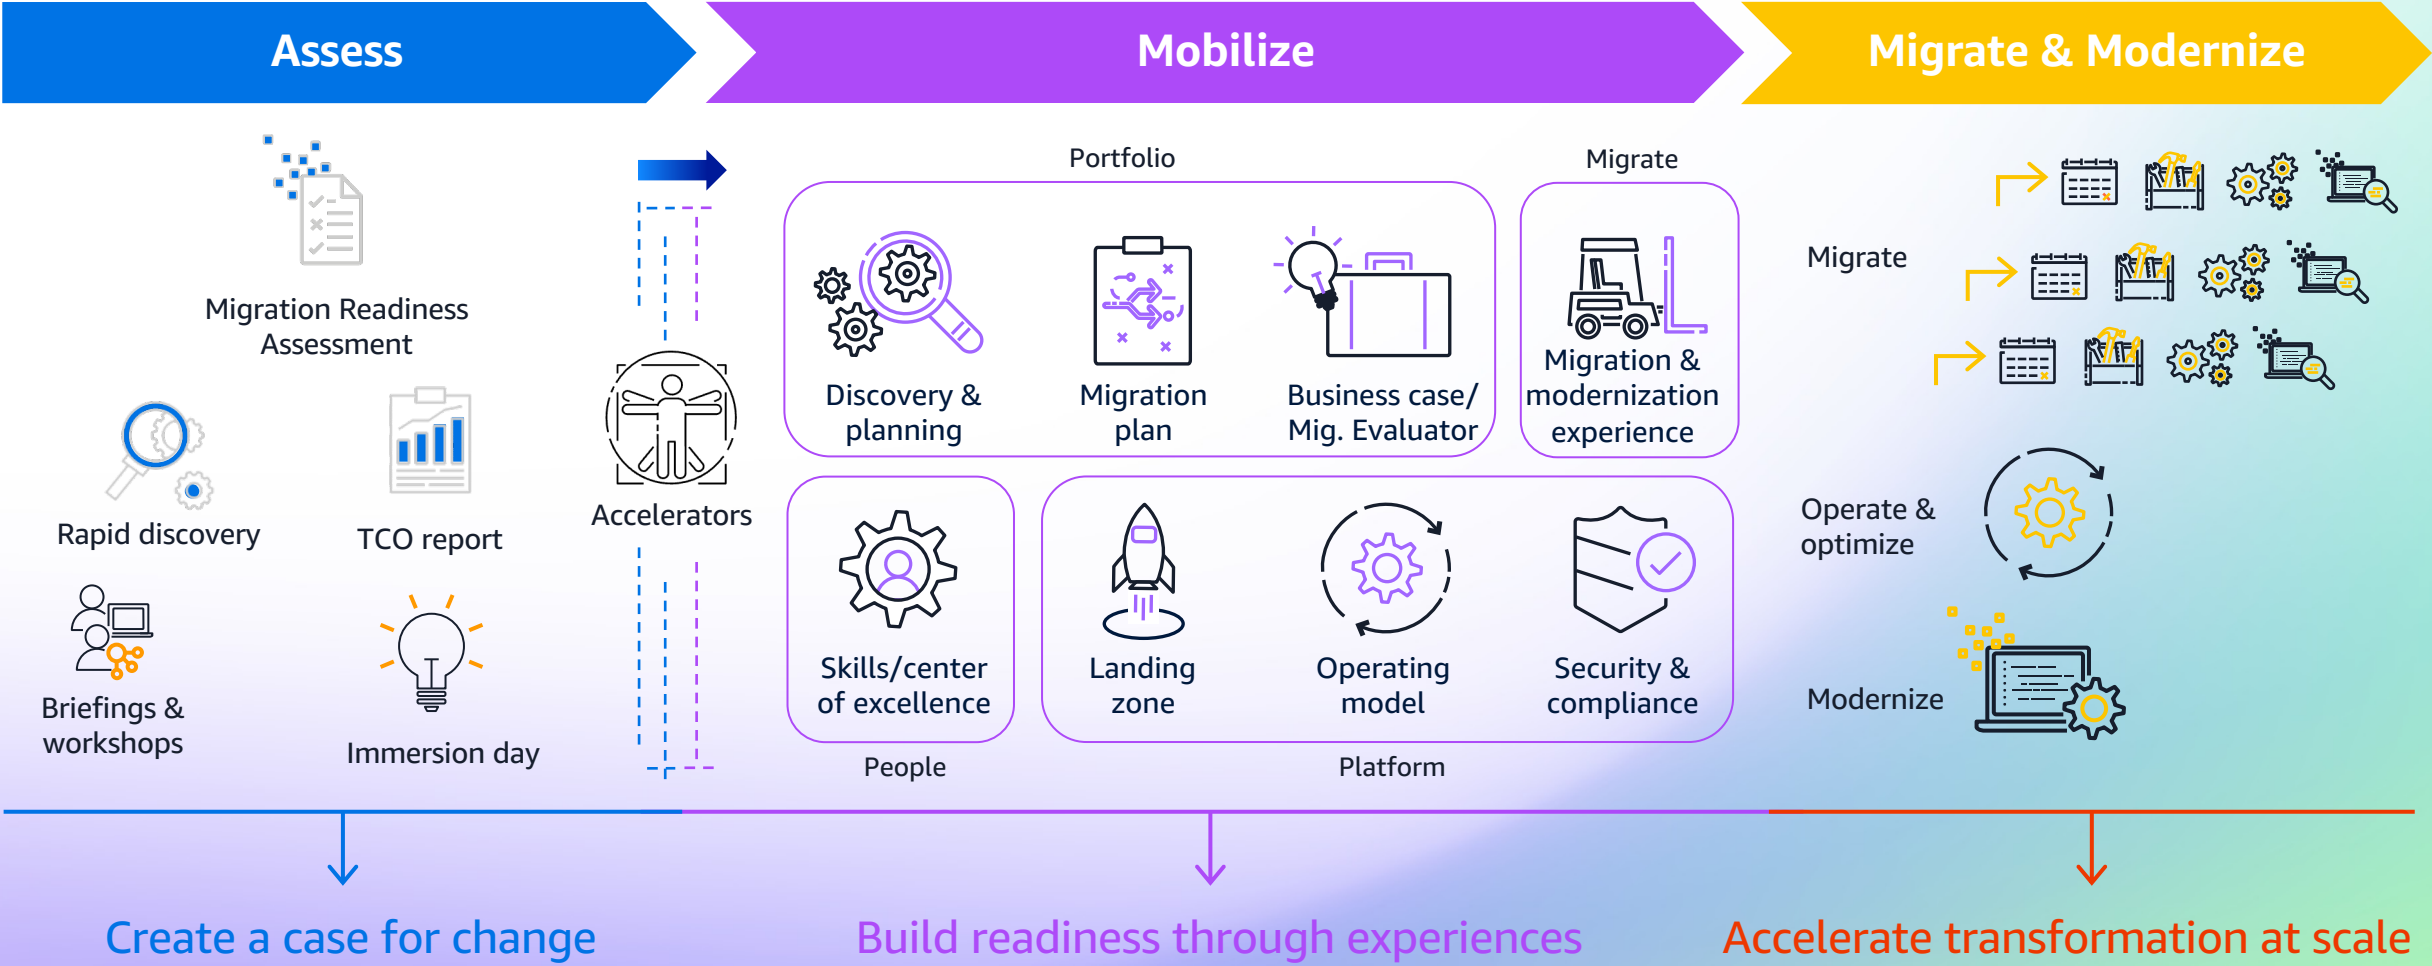 Assess
Mobilize
Migrate & Modernize
Migration Readiness
Assessment
Rapid discovery
TCO report
Briefings &
workshops
Immersion day
Accelerators
Portfolio
Discovery &
planning
Migration
plan
Business case/
Mig. Evaluator
Migrate
Migration &
modernization
experience
Skills/center
of excellence
People
Landing
zone
Operating
model
Security &
compliance
Platform
Migrate
Operate &
optimize
Modernize
Create a case for change
Build readiness through experiences
Accelerate transformation at scale